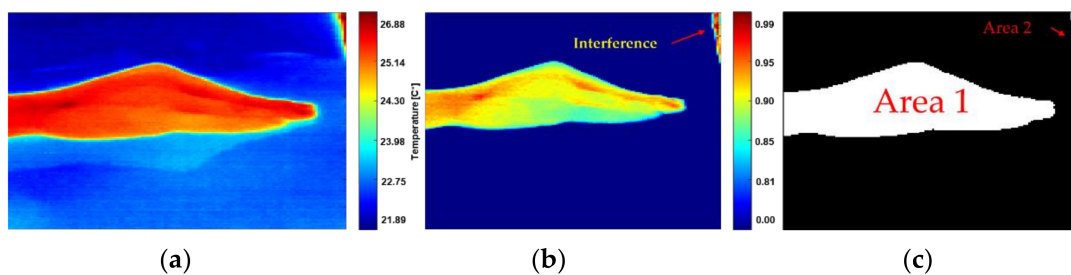 26.88
25.14
24.30
23.98
22.75
21.89
Temperature [C°]
Interference
0.99
0.95
0.90
0.85
0.81
0.00
Area 2
Area 1
(a)
(b)
(c)